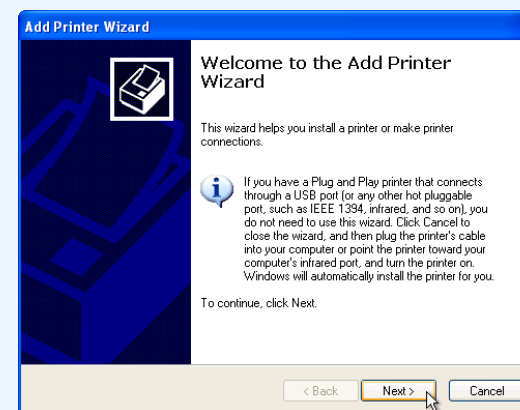 Add Printer Wizard
Welcome to the Add Printer
Wizard
This wizard helps you install a printer or make printer
connections.
If you have a Plug and Play printer that connects
through a USB port (or any other hot pluggable
port, such as IEEE 1394, infrared, and so on), you
do not need to use this wizard. Click Cancel to
close the wizard, and then plug the printer's cable
into your computer or point the printer toward your
computer's infrared port, and turn the printer on.
Windows will automatically install the printer for you.
To continue, click Next.
< Back Next > Cancel